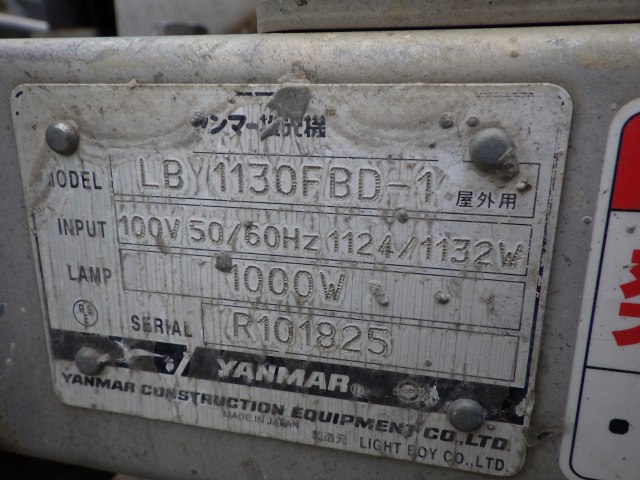 ヤンマー投光機
MODEL LB 1130FBD-1 屋外用
INPUT 100V 50/60Hz 1124/1132W
LAMP 1000W
SERIAL R101825
YANMAR
YANMAR CONSTRUCTION EQUIPMENT CO.,LTD.
MADE IN JAPAN
製造元 LIGHT BOY CO.,LTD.